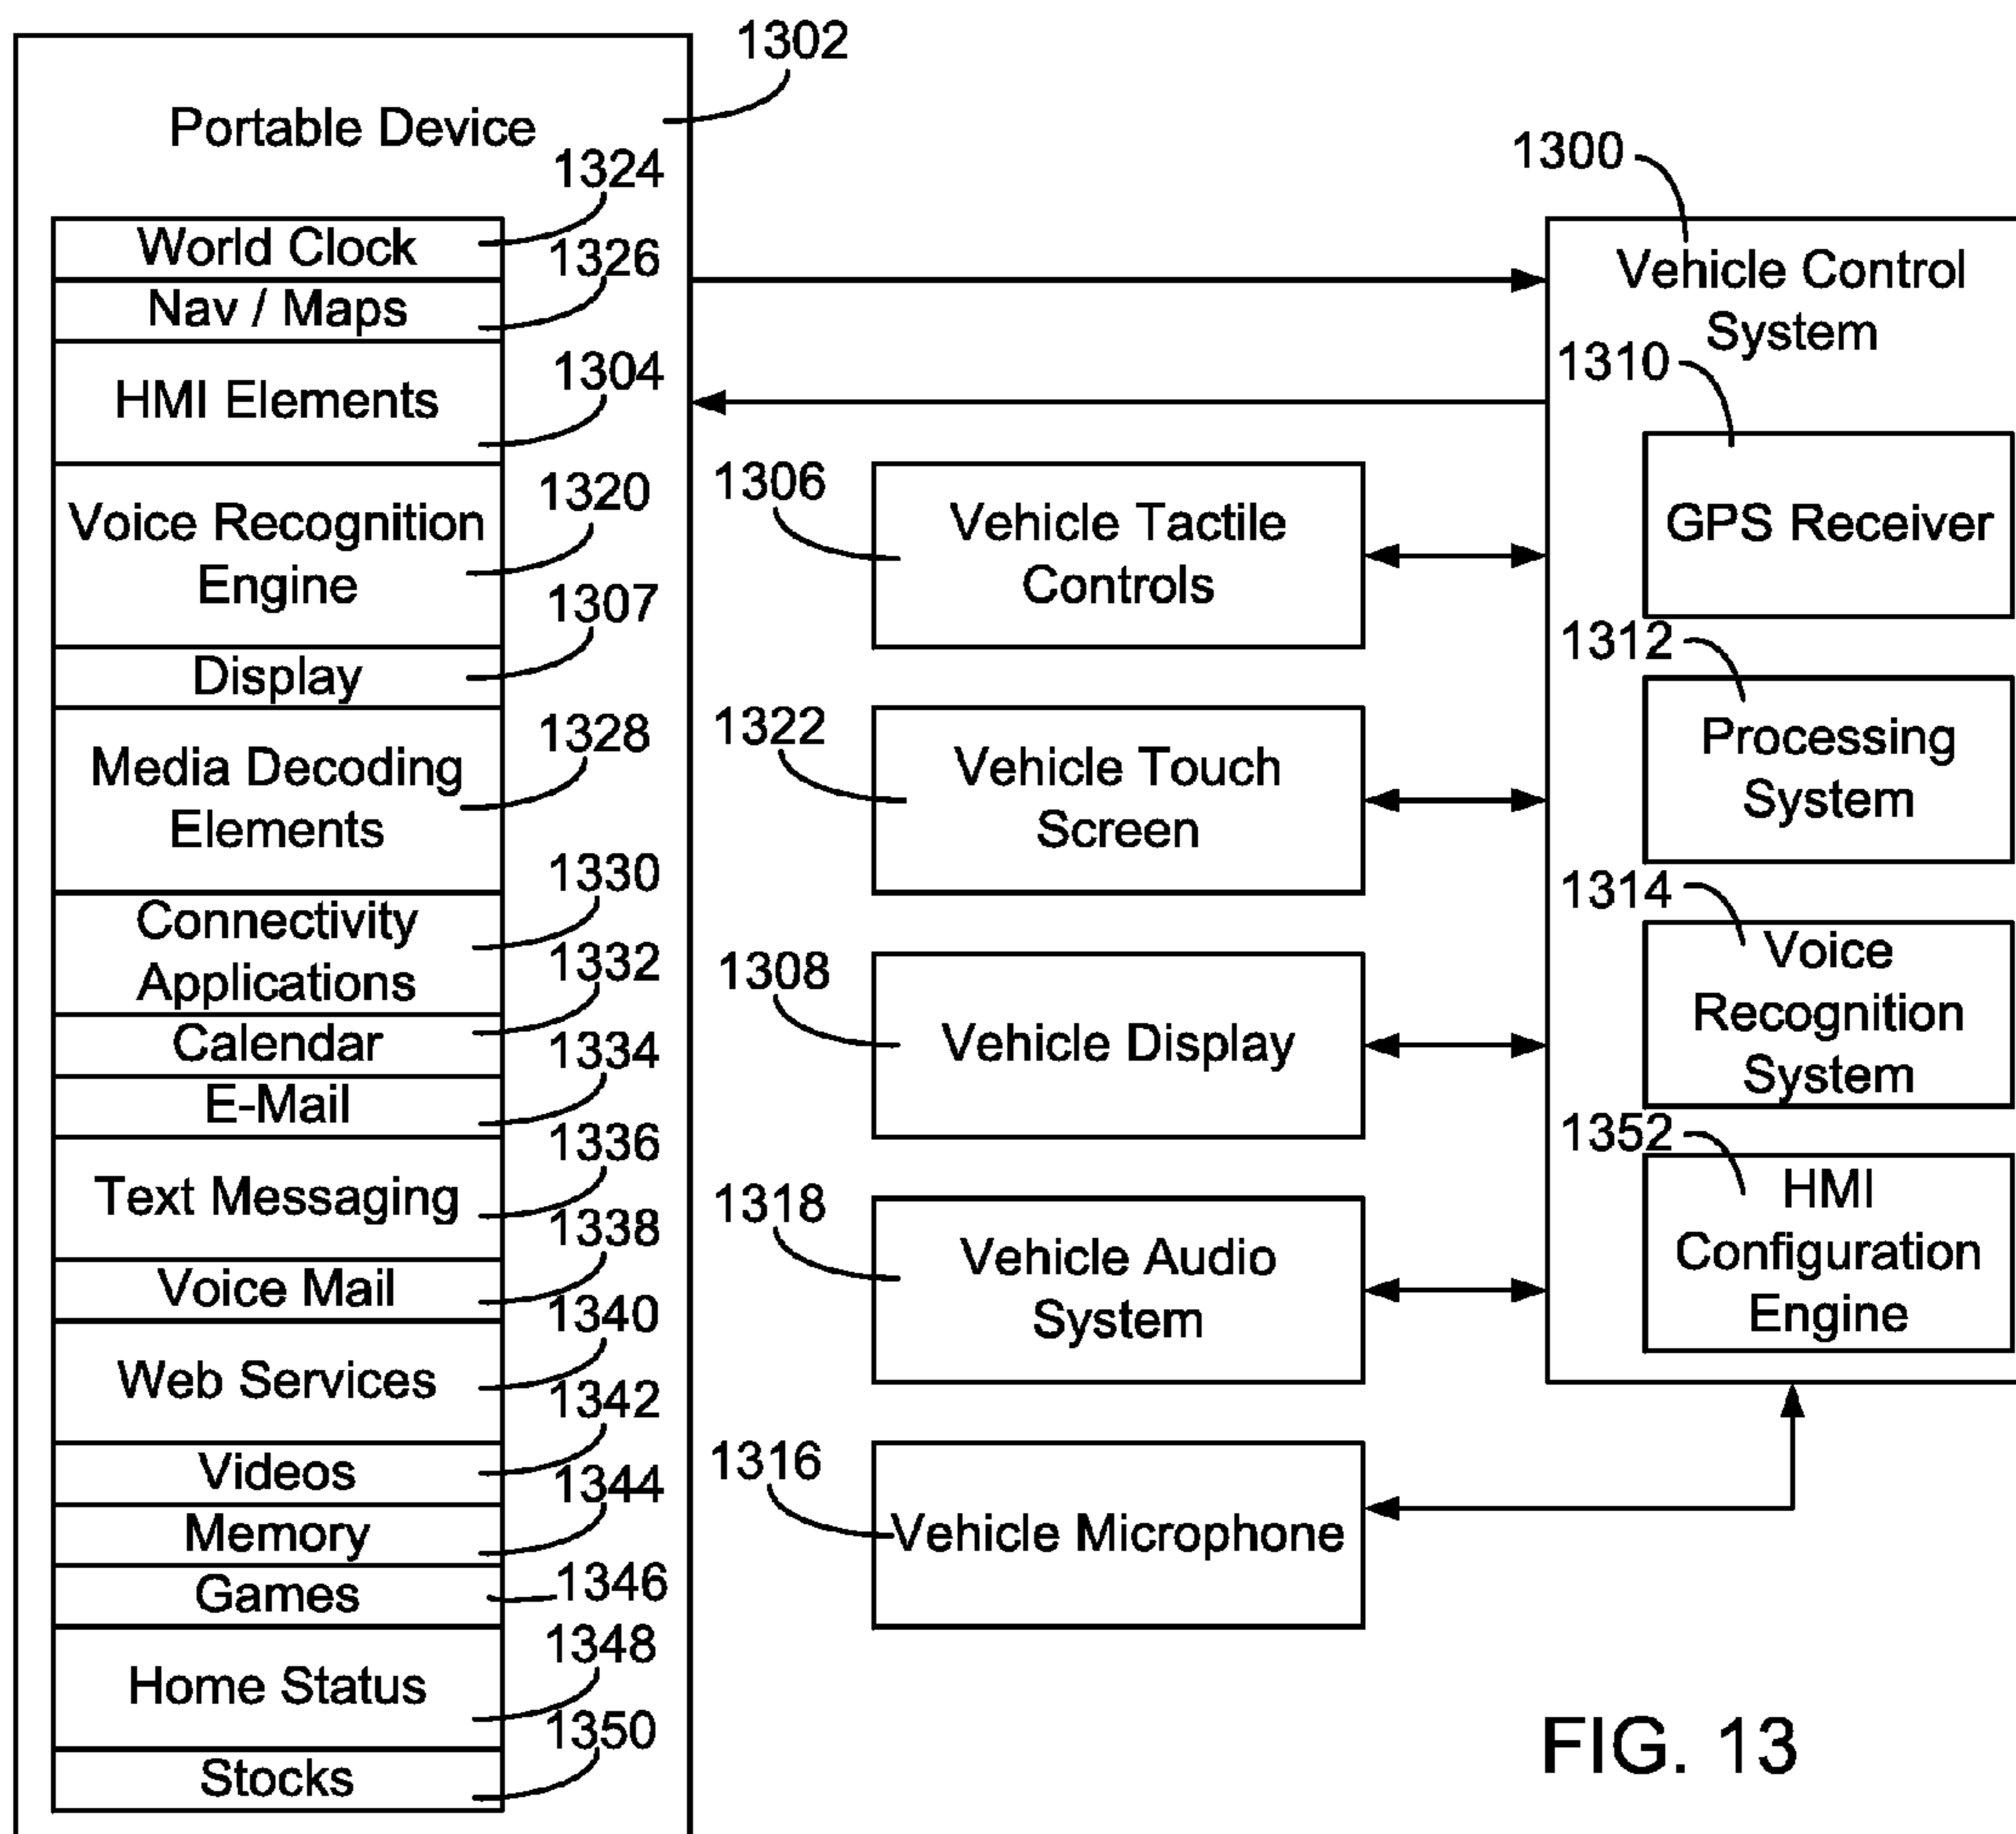 1302
Portable Device
1324
World Clock
1326
Nav / Maps
1304
HMI Elements
1320
Voice Recognition
Engine
1307
Display
1328
Media Decoding
Elements
1330
Connectivity
Applications
1332
Calendar
1334
E-Mail
1336
Text Messaging
1338
Voice Mail
1340
Web Services
1342
Videos
1344
Memory
1346
Games
1348
Home Status
1350
Stocks
1306
Vehicle Tactile
Controls
1322
Vehicle Touch
Screen
1308
Vehicle Display
1318
Vehicle Audio
System
1316
Vehicle Microphone
1300
Vehicle Control
System
1310
GPS Receiver
1312
Processing
System
1314
Voice
Recognition
System
1352
HMI
Configuration
Engine
FIG. 13